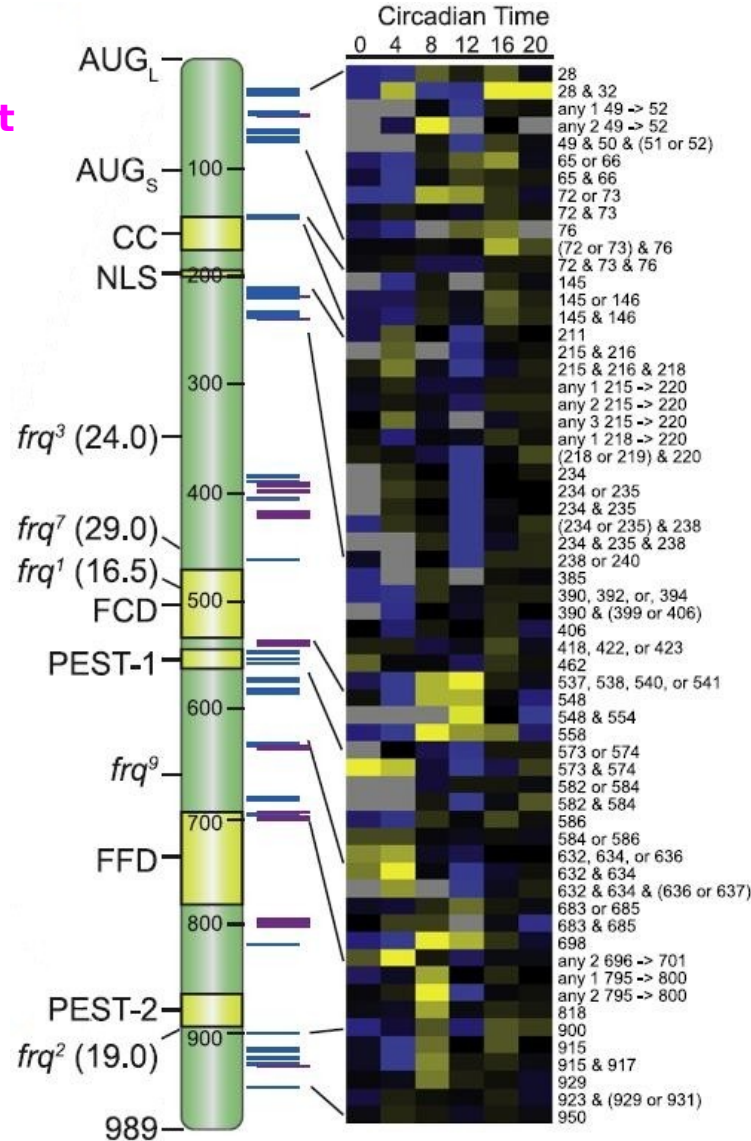 Circadian Time
0 4 8 12 16 20
t
AUGL
100
AUGS
CC
NLS
200
300
frq3 (24.0)
400
frq7 (29.0)
frq1 (16.5)
500
FCD
PEST-1
600
frq9
700
FFD
800
PEST-2
900
frq2 (19.0)
989
28
28 & 32
any 1 49 -> 52
any 2 49 -> 52
49 & 50 & (51 or 52)
65 or 66
65 & 66
72 or 73
72 & 73
76
(72 or 73) & 76
72 & 73 & 76
145
145 or 146
145 & 146
211
215 & 216
215 & 216 & 218
any 1 215 -> 220
any 2 215 -> 220
any 3 215 -> 220
any 1 218 -> 220
(218 or 219) & 220
234
234 or 235
234 & 235
(234 or 235) & 238
234 & 235 & 238
238 or 240
385
390, 392, or, 394
390 & (399 or 406)
406
418, 422, or 423
462
537, 538, 540, or 541
548
548 & 554
558
573 or 574
573 & 574
582 or 584
582 & 584
586
584 or 586
632, 634, or 636
632 & 634
632 & 634 & (636 or 637)
683 or 685
683 & 685
698
any 2 696 -> 701
any 1 795 -> 800
any 2 795 -> 800
818
900
915
915 & 917
929
923 & (929 or 931)
950